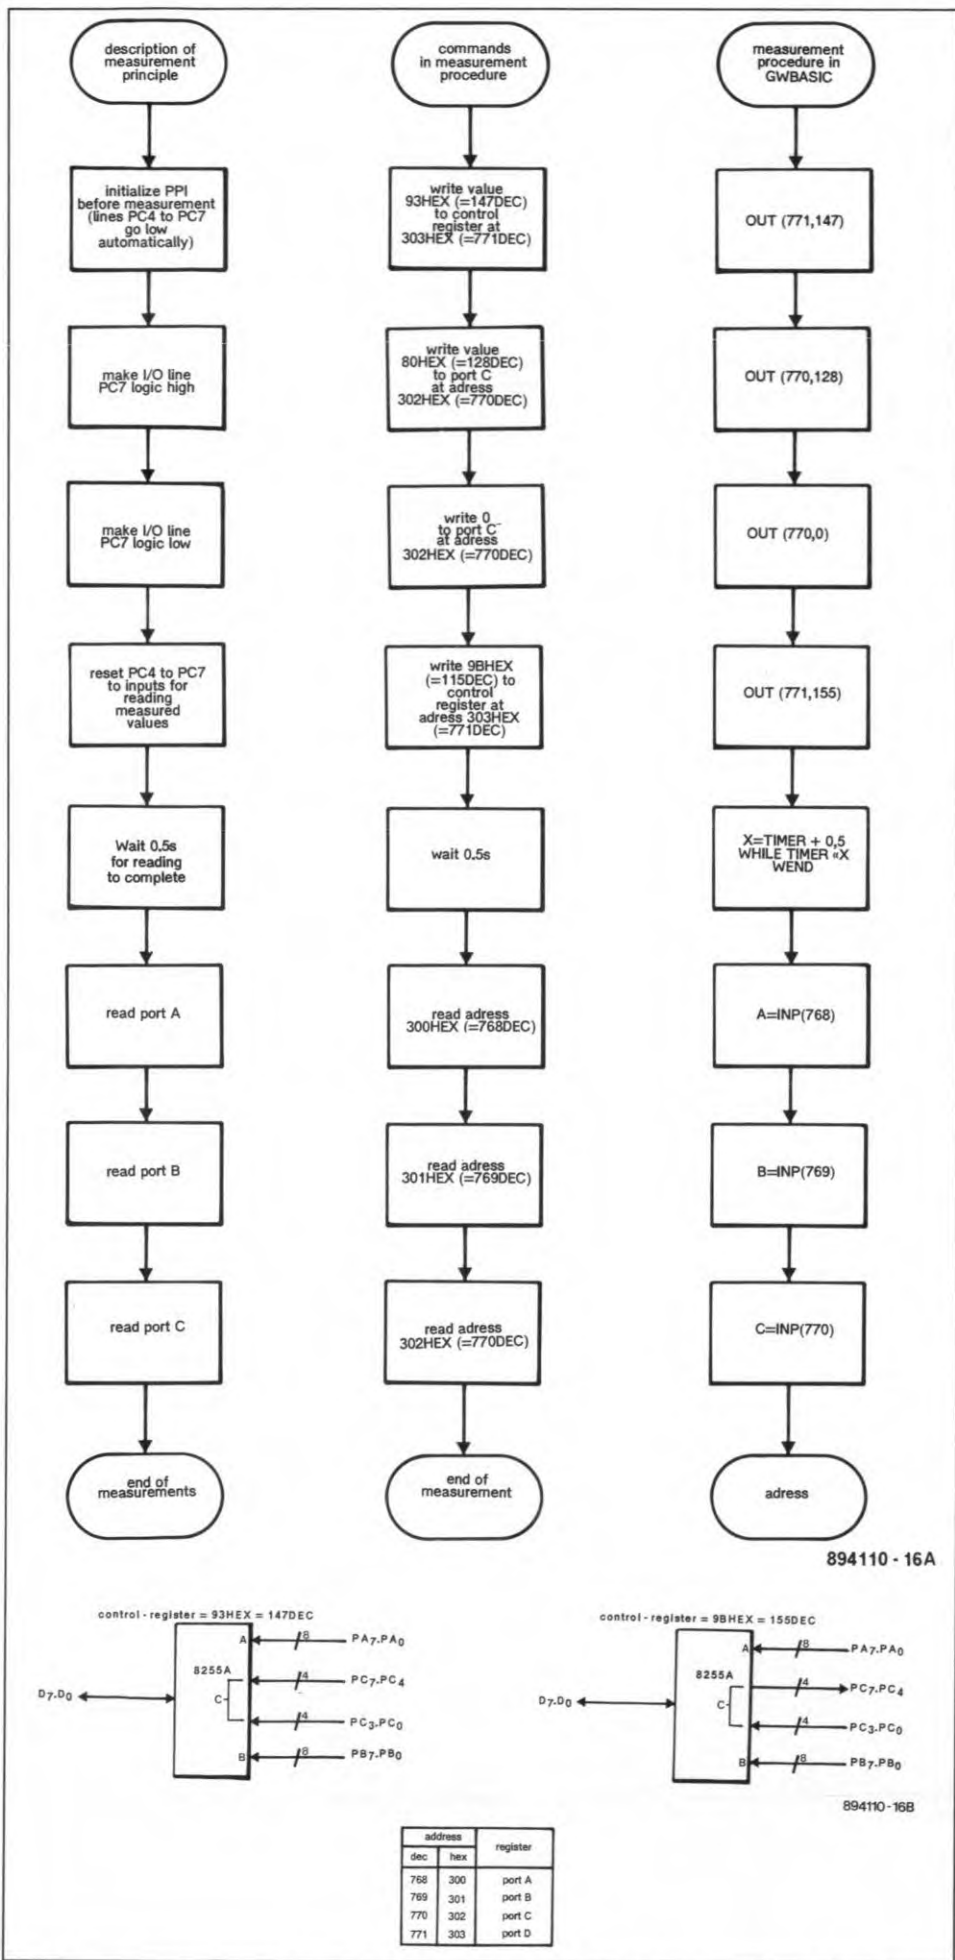 description of
measurement
principle
initialize PPI
before measurement
(lines PC4 to PC7
go low
automatically)
make I/O line
PC7 logic high
make I/O line
PC7 logic low
reset PC4 to PC7
to inputs for
reading
measured
values
Wait 0.5s
for reading
to complete
read port A
read port B
read port C
end of
measurements
commands
in measurement
procedure
write value
93HEX (=147DEC)
to control
register at
303HEX (=771DEC)
write value
80HEX (=128DEC)
to port C
at adress
302HEX (=770DEC)
write 0
to port C
at adress
302HEX (=770DEC)
write 9BHEX
(=115DEC) to
control
register at
adress 303HEX
(=771DEC)
wait 0.5s
read adress
300HEX (=768DEC)
read adress
301HEX (=769DEC)
read adress
302HEX (=770DEC)
end of
measurement
measurement
procedure in
GWBASIC
OUT (771,147)
OUT (770,128)
OUT (770,0)
OUT (771,155)
X=TIMER + 0,5
WHILE TIMER «X
WEND
A=INP(768)
B=INP(769)
C=INP(770)
adress
894110 - 16A
control - register = 93HEX = 147DEC
A 8 PA7-PA0
8255A 4 PC7-PC4
D7-D0 C
4 PC3-PC0
B 8 PB7-PB0
control - register = 9BHEX = 155DEC
A 8 PA7-PA0
8255A 4 PC7-PC4
D7-D0 C
4 PC3-PC0
B 8 PB7-PB0
894110-16B
address register
dec hex
768 300 port A
769 301 port B
770 302 port C
771 303 port D